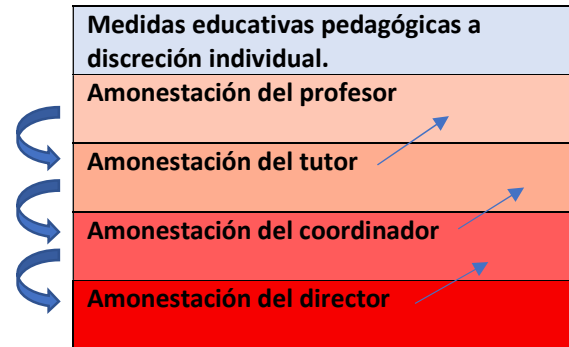 Medidas educativas pedagógicas a
discreción individual.
Amonestación del profesor
Amonestación del tutor
Amonestación del coordinador
Amonestación del director